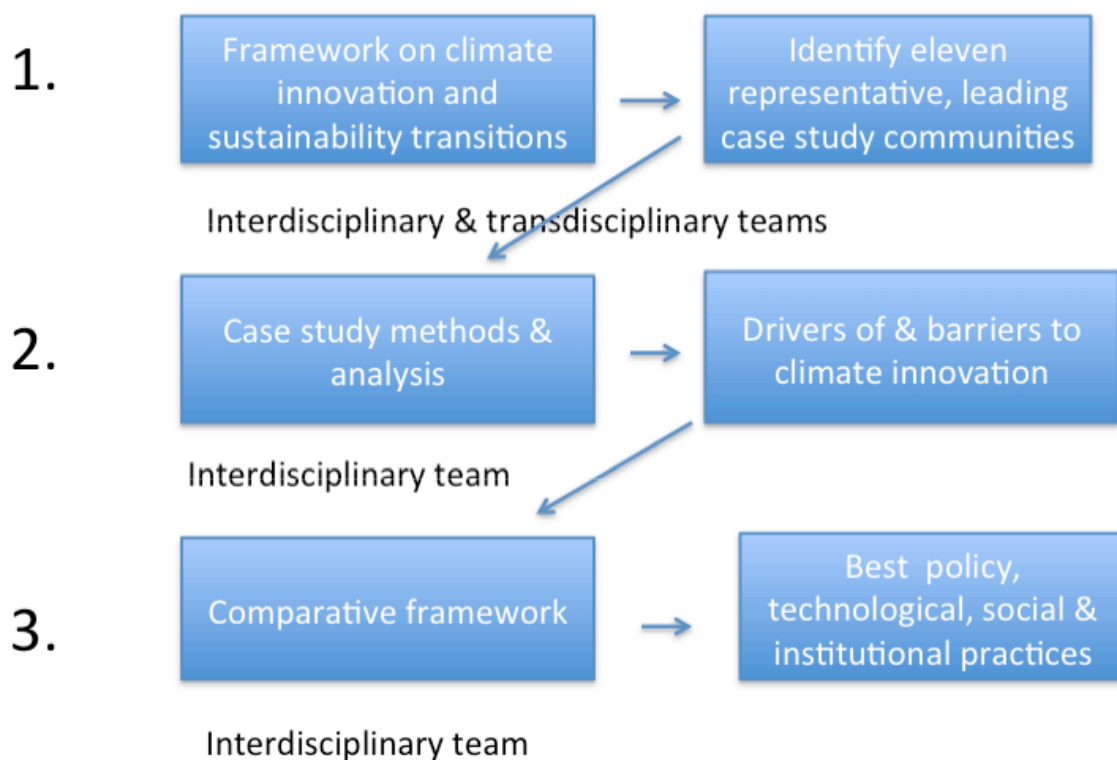 1.
Framework on climate
innovation and
sustainability transitions
Identify eleven
representative, leading
case study communities
Interdisciplinary & transdisciplinary teams
2.
Case study methods &
analysis
Drivers of & barriers to
climate innovation
Interdisciplinary team
3.
Comparative framework
Best policy,
technological, social &
institutional practices
Interdisciplinary team